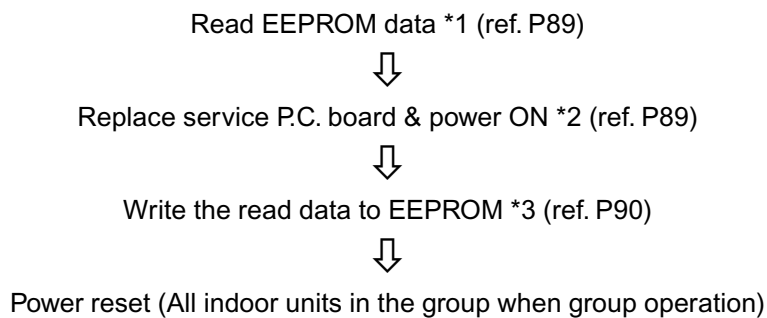 Read EEPROM data *1 (ref. P89)
Replace service P.C. board & power ON *2 (ref. P89)
Write the read data to EEPROM *3 (ref. P90)
Power reset (All indoor units in the group when group operation)